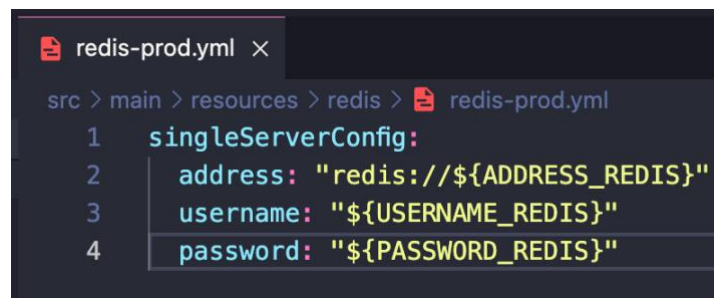 redis-prod.yml ×
src > main > resources > redis > redis-prod.yml
1 singleServerConfig:
2 address: "redis://${ADDRESS_REDIS}"
3 username: "${USERNAME_REDIS}"
4 password: "${PASSWORD_REDIS}"